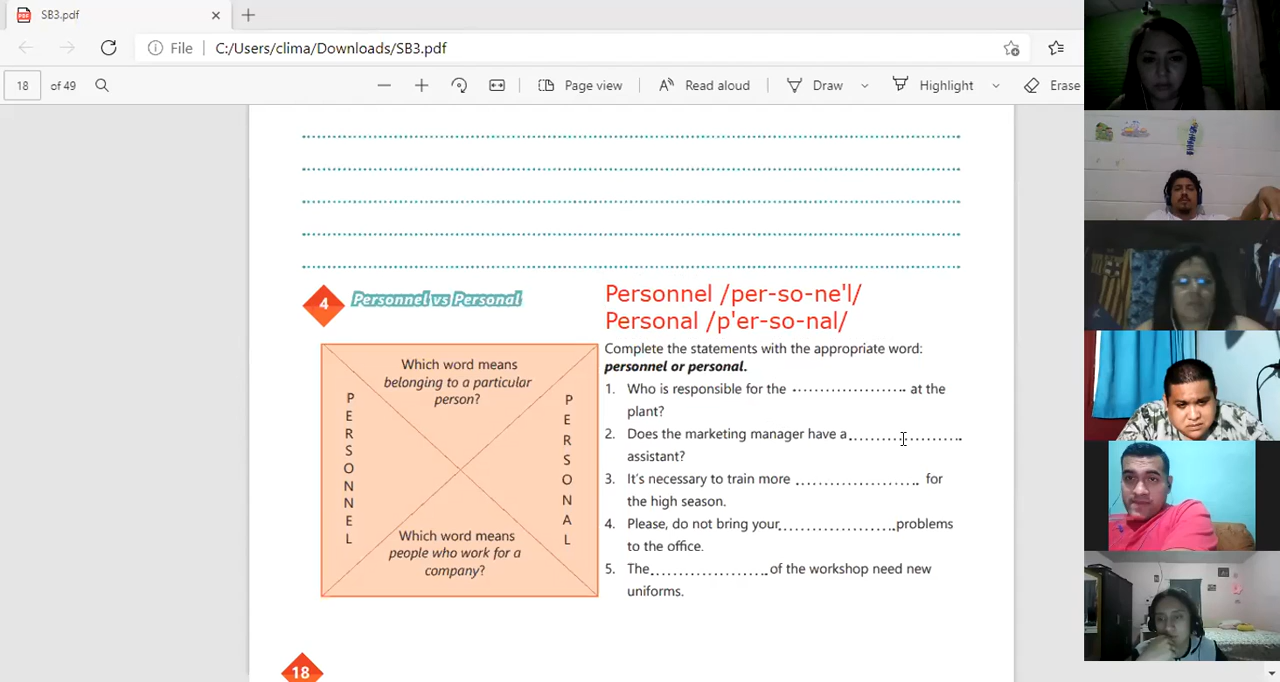 SB3.pdf
File
C:/Users/clima/Downloads/SB3.pdf
18
of 49
Page view
Read aloud
Draw
Highlight
Erase
4
Personnel vs Personal
Personnel /per-so-ne'l/
Personal /p'er-so-nal/
Which word means
belonging to a particular
person?
PERSONNEL
PERSONAL
Which word means
people who work for a
company?
Complete the statements with the appropriate word:
personnel or personal.
1. Who is responsible for the .................... at the
plant?
2. Does the marketing manager have a....................
assistant?
3. It's necessary to train more .................... for
the high season.
4. Please, do not bring your....................problems
to the office.
5. The....................of the workshop need new
uniforms.
18